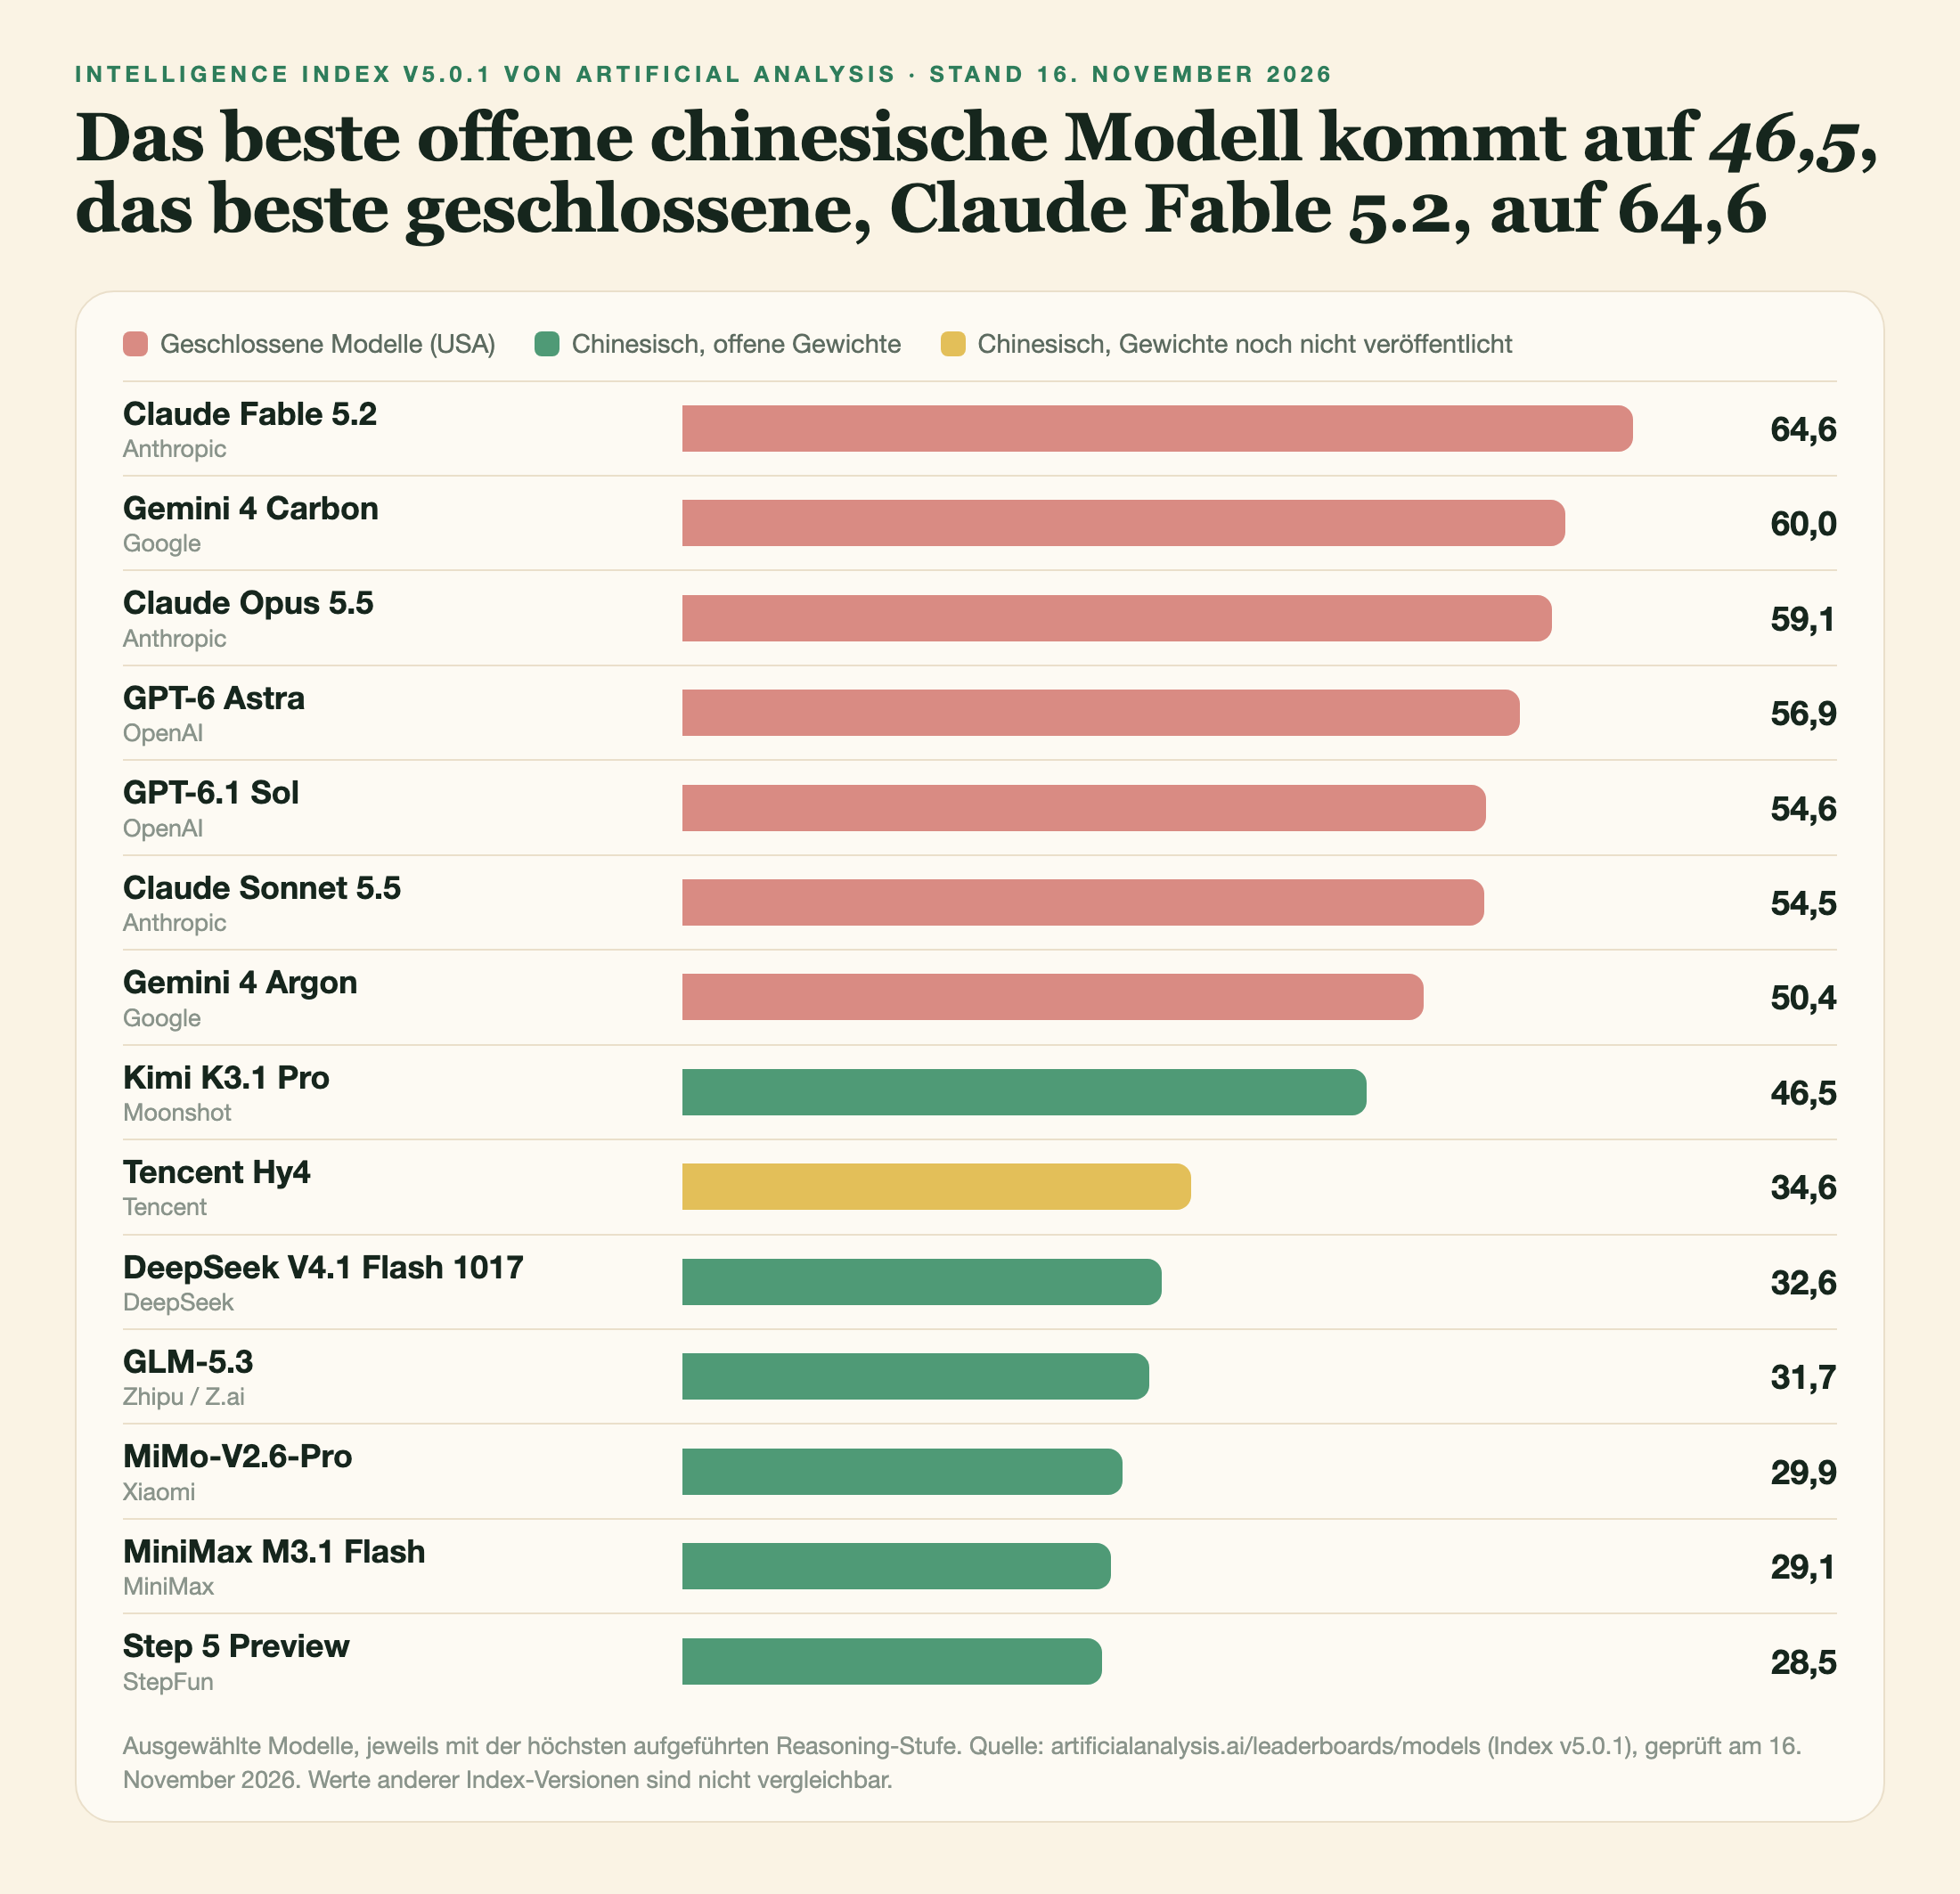 INTELLIGENCE INDEX V5.0.1 VON ARTIFICIAL ANALYSIS · STAND 16. NOVEMBER 2026
Das beste offene chinesische Modell kommt auf 46,5,
das beste geschlossene, Claude Fable 5.2, auf 64,6
Geschlossene Modelle (USA)
Chinesisch, offene Gewichte
Chinesisch, Gewichte noch nicht veröffentlicht
Claude Fable 5.2
Anthropic
64,6
Gemini 4 Carbon
Google
60,0
Claude Opus 5.5
Anthropic
59,1
GPT-6 Astra
OpenAI
56,9
GPT-6.1 Sol
OpenAI
54,6
Claude Sonnet 5.5
Anthropic
54,5
Gemini 4 Argon
Google
50,4
Kimi K3.1 Pro
Moonshot
46,5
Tencent Hy4
Tencent
34,6
DeepSeek V4.1 Flash 1017
DeepSeek
32,6
GLM-5.3
Zhipu / Z.ai
31,7
MiMo-V2.6-Pro
Xiaomi
29,9
MiniMax M3.1 Flash
MiniMax
29,1
Step 5 Preview
StepFun
28,5
Ausgewählte Modelle, jeweils mit der höchsten aufgeführten Reasoning-Stufe. Quelle: artificialanalysis.ai/leaderboards/models (Index v5.0.1), geprüft am 16.
November 2026. Werte anderer Index-Versionen sind nicht vergleichbar.